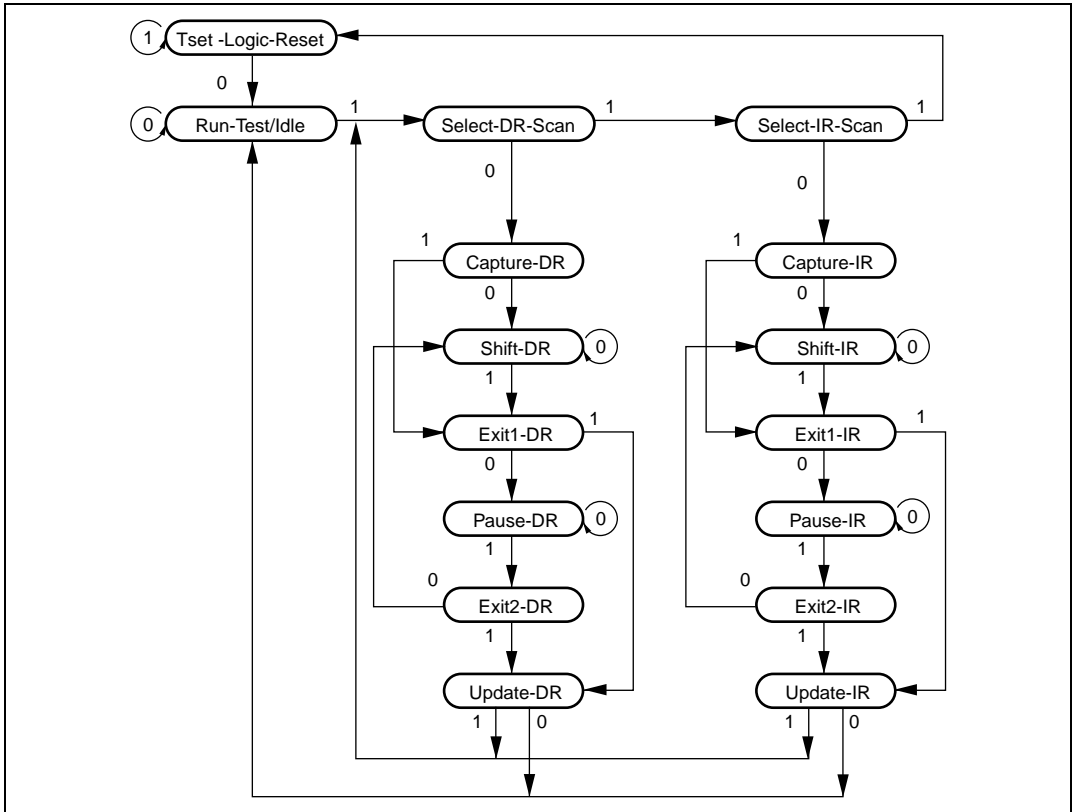 1 Tset -Logic-Reset
0
0 Run-Test/Idle 1 Select-DR-Scan 1 Select-IR-Scan 1
0 0
1 1
Capture-DR Capture-IR
0 0
Shift-DR 0 Shift-IR 0
1 1
Exit1-DR 1 Exit1-IR 1
0 0
Pause-DR 0 Pause-IR 0
1 1
0 0
Exit2-DR Exit2-IR
1 1
Update-DR Update-IR
1 0 1 0